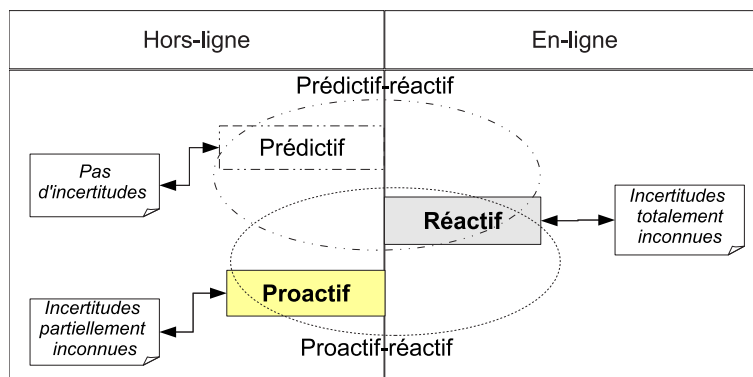 Hors-ligne
En-ligne
Prédictif-réactif
Prédictif
Pas
d'incertitudes
Réactif
Incertitudes
totalement
inconnues
Proactif
Incertitudes
partiellement
inconnues
Proactif-réactif